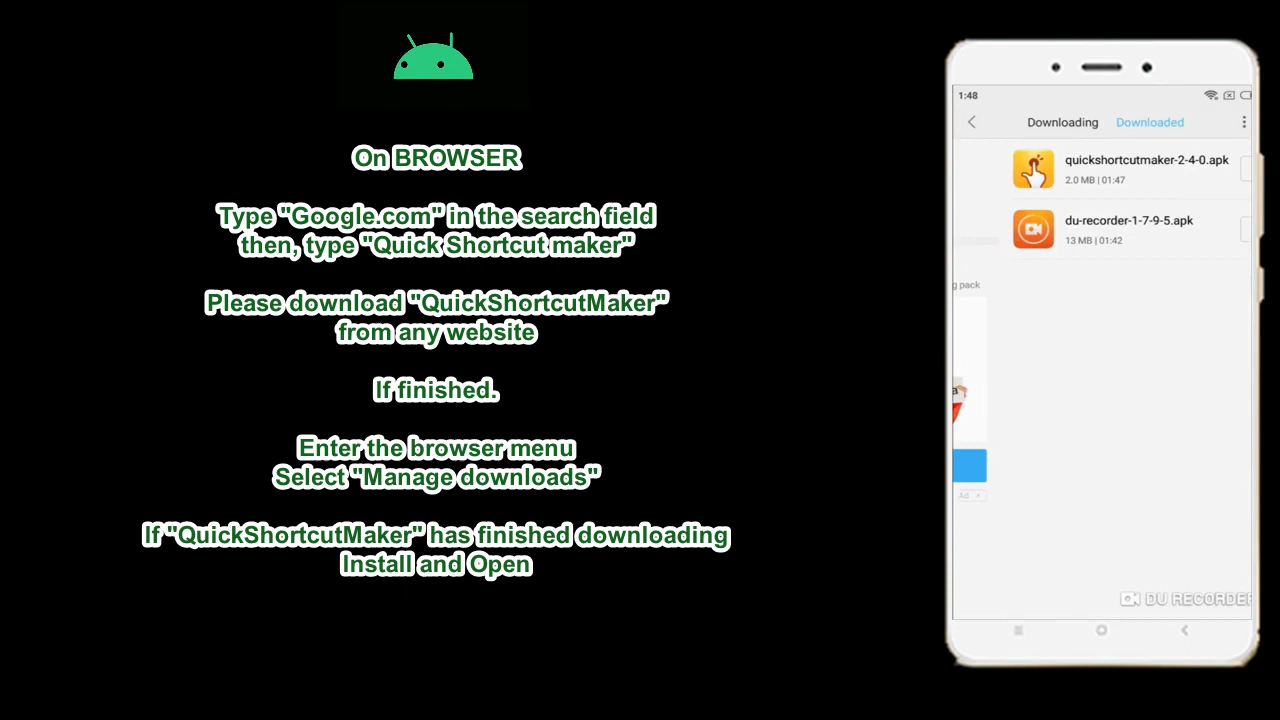 On BROWSER
Type "Google.com" in the search field
then, type "Quick Shortcut maker"
Please download "QuickShortcutMaker"
from any website
If finished.
Enter the browser menu
Select "Manage downloads"
If "QuickShortcutMaker" has finished downloading
Install and Open
1:48
Downloading Downloaded
quickshortcutmaker-2-4-0.apk
2.0 MB | 01:47
du-recorder-1-7-9-5.apk
13 MB | 01:42
g pack
a
Ad
DU RECORDER